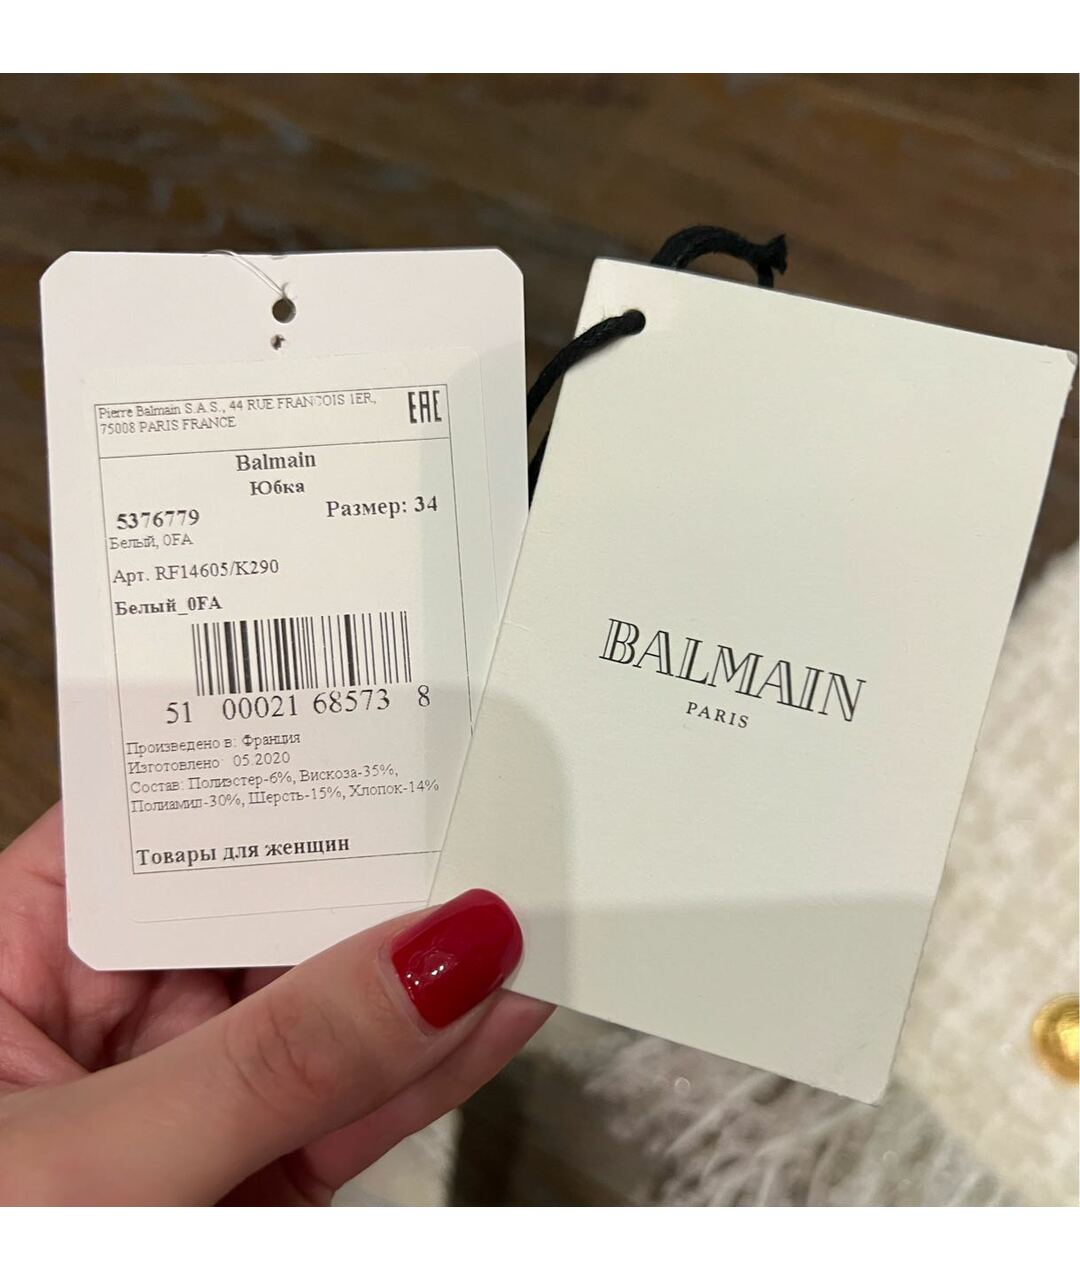 Pierre Balmain S.A.S., 44 RUE FRANCOIS 1ER,
75008 PARIS FRANCE
EAC
Balmain
Юбка
5376779
Размер: 34
Белый, 0FA
Арт. RF14605/K290
Белый_0FA
51 00021 68573 8
Произведено в: Франция
Изготовлено: 05.2020
Состав: Полиэстер-6%, Вискоза-35%,
Полиамид-30%, Шерсть-15%, Хлопок-14%
Товары для женщин
BALMAIN
PARIS